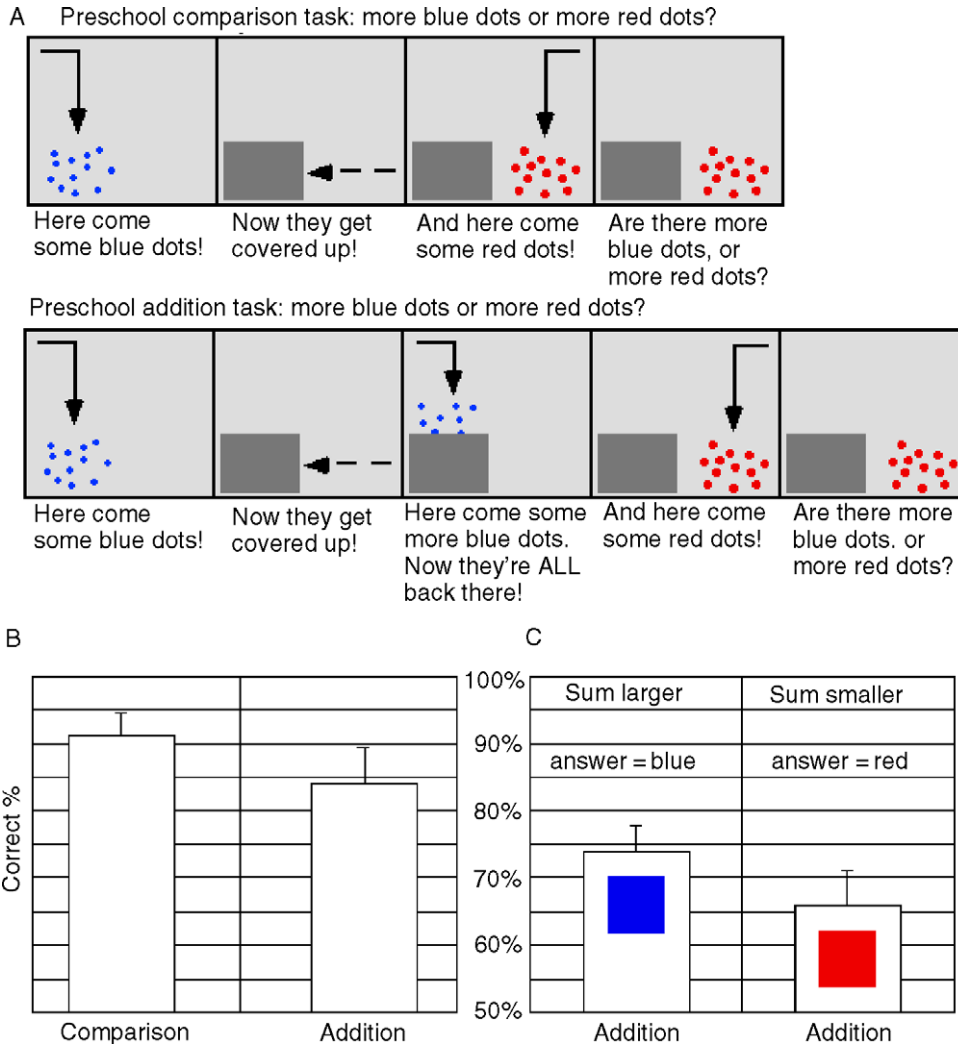 A Preschool comparison task: more blue dots or more red dots?
Here come
some blue dots!
Now they get
covered up!
And here come
some red dots!
Are there more
blue dots, or
more red dots?
Preschool addition task: more blue dots or more red dots?
Here come
some blue dots!
Now they get
covered up!
Here come some
more blue dots.
Now they're ALL
back there!
And here come
some red dots!
Are there more
blue dots. or
more red dots?
B
Correct %
Comparison
Addition
C
100%
90%
80%
70%
60%
50%
Sum larger
answer = blue
Sum smaller
answer = red
Addition
Addition